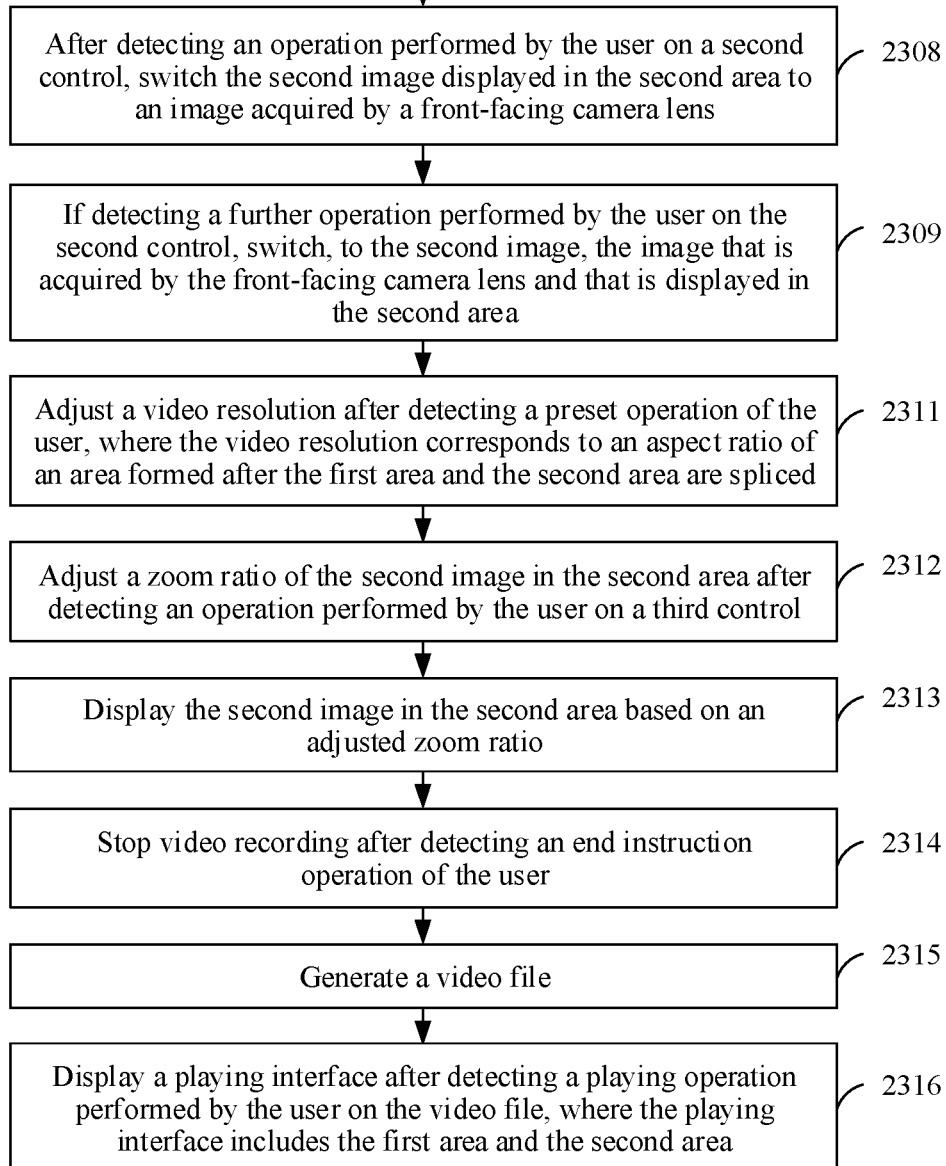 After detecting an operation performed by the user on a second
control, switch the second image displayed in the second area to
an image acquired by a front-facing camera lens
2308
If detecting a further operation performed by the user on the
second control, switch, to the second image, the image that is
acquired by the front-facing camera lens and that is displayed in
the second area
2309
Adjust a video resolution after detecting a preset operation of the
user, where the video resolution corresponds to an aspect ratio of
an area formed after the first area and the second area are spliced
2311
Adjust a zoom ratio of the second image in the second area after
detecting an operation performed by the user on a third control
2312
Display the second image in the second area based on an
adjusted zoom ratio
2313
Stop video recording after detecting an end instruction
operation of the user
2314
Generate a video file
2315
Display a playing interface after detecting a playing operation
performed by the user on the video file, where the playing
interface includes the first area and the second area
2316